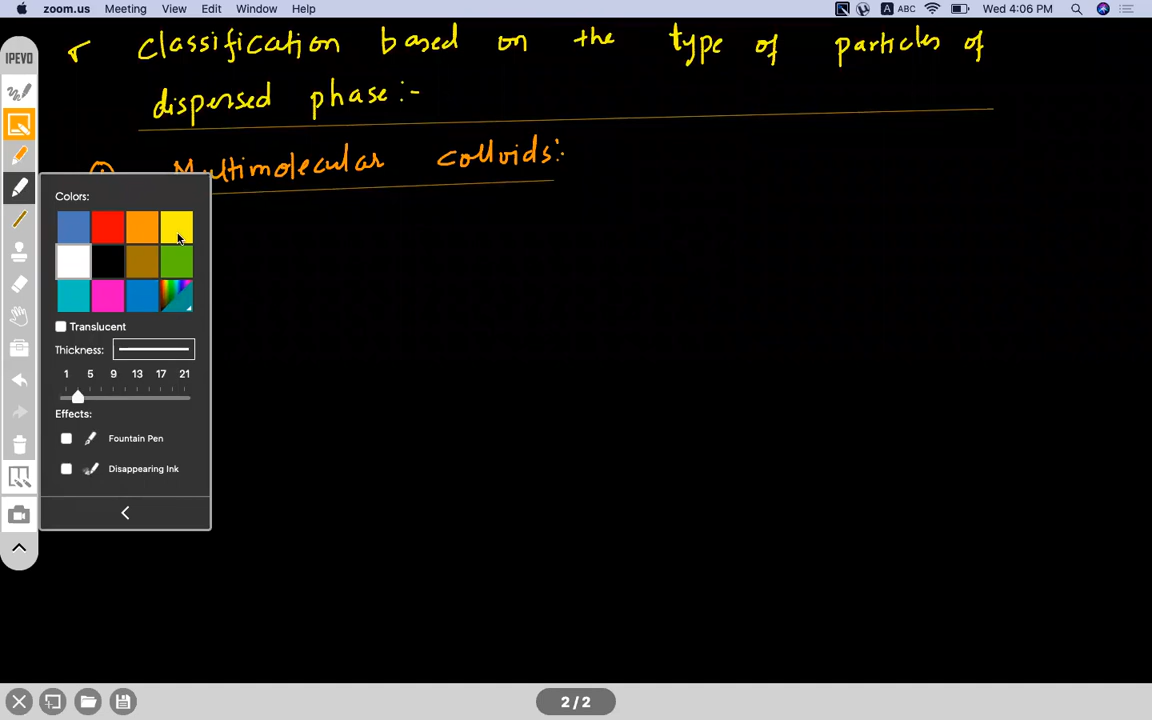 zoom.us Meeting View Edit Window Help A ABC Wed 4:06 PM
IPEVO
classification based on the type of particles of
dispersed phase :-
Multimolecular colloids:
Colors:
Translucent
Thickness:
1 5 9 13 17 21
Effects:
Fountain Pen
Disappearing Ink
2 / 2